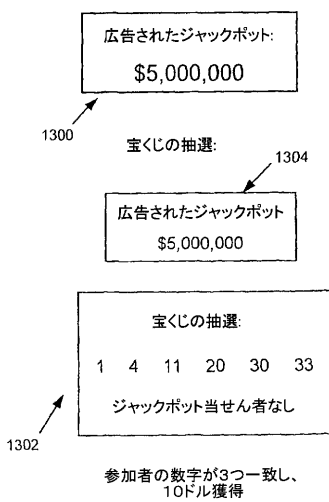 広告されたジャックポット:
$5,000,000
1300
宝くじの抽選:
1304
広告されたジャックポット
$5,000,000
宝くじの抽選:
1 4 11 20 30 33
ジャックポット当せん者なし
1302
参加者の数字が3つ一致し、
10ドル獲得